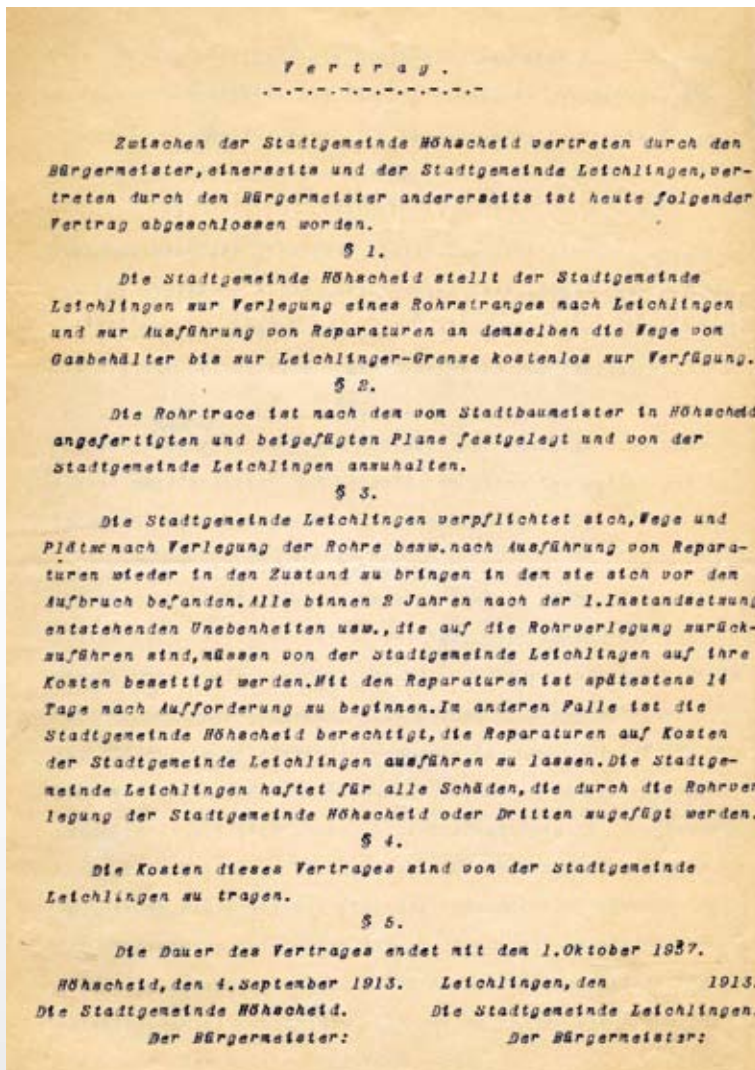 Vertrag.
.-.-.-.-.-.-.-.-.-.-
Zwischen der Stadtgemeinde Höhscheid vertreten durch den
Bürgermeister, einerseits und der Stadtgemeinde Leichlingen, ver-
treten durch den Bürgermeister andererseits ist heute folgender
Vertrag abgeschlossen worden.
§ 1.
Die Stadtgemeinde Höhscheid stellt der Stadtgemeinde
Leichlingen zur Verlegung eines Rohrstranges nach Leichlingen
und zur Ausführung von Reparaturen an demselben die Wege vom
Gasbehälter bis zur Leichlinger-Grenze kostenlos zur Verfügung.
§ 2.
Die Rohrtrace ist nach dem vom Stadtbaumeister in Höhscheid
angefertigten und beigefügten Plane festgelegt und von der
Stadtgemeinde Leichlingen anzuhalten.
§ 3.
Die Stadtgemeinde Leichlingen verpflichtet sich, Wege und
Plätze nach Verlegung der Rohre bezw. nach Ausführung von Repara-
turen wieder in den Zustand zu bringen in dem sie sich vor dem
Aufbruch befanden. Alle binnen 2 Jahren nach der 1. Instandsetzung
entstehenden Unebenheiten usw., die auf die Rohrverlegung zurück-
zuführen sind, müssen von der Stadtgemeinde Leichlingen auf ihre
Kosten beseitigt werden. Mit den Reparaturen ist spätestens 14
Tage nach Aufforderung zu beginnen. Im anderen Falle ist die
Stadtgemeinde Höhscheid berechtigt, die Reparaturen auf Kosten
der Stadtgemeinde Leichlingen ausführen zu lassen. Die Stadtge-
meinde Leichlingen haftet für alle Schäden, die durch die Rohrver
legung der Stadtgemeinde Höhscheid oder Dritten zugefügt werden.
§ 4.
Die Kosten dieses Vertrages sind von der Stadtgemeinde
Leichlingen zu tragen.
§ 5.
Die Dauer des Vertrages endet mit dem 1. Oktober 1937.
Höhscheid, den 4. September 1913. Leichlingen, den 1913.
Die Stadtgemeinde Höhscheid. Die Stadtgemeinde Leichlingen.
Der Bürgermeister: Der Bürgermeister: